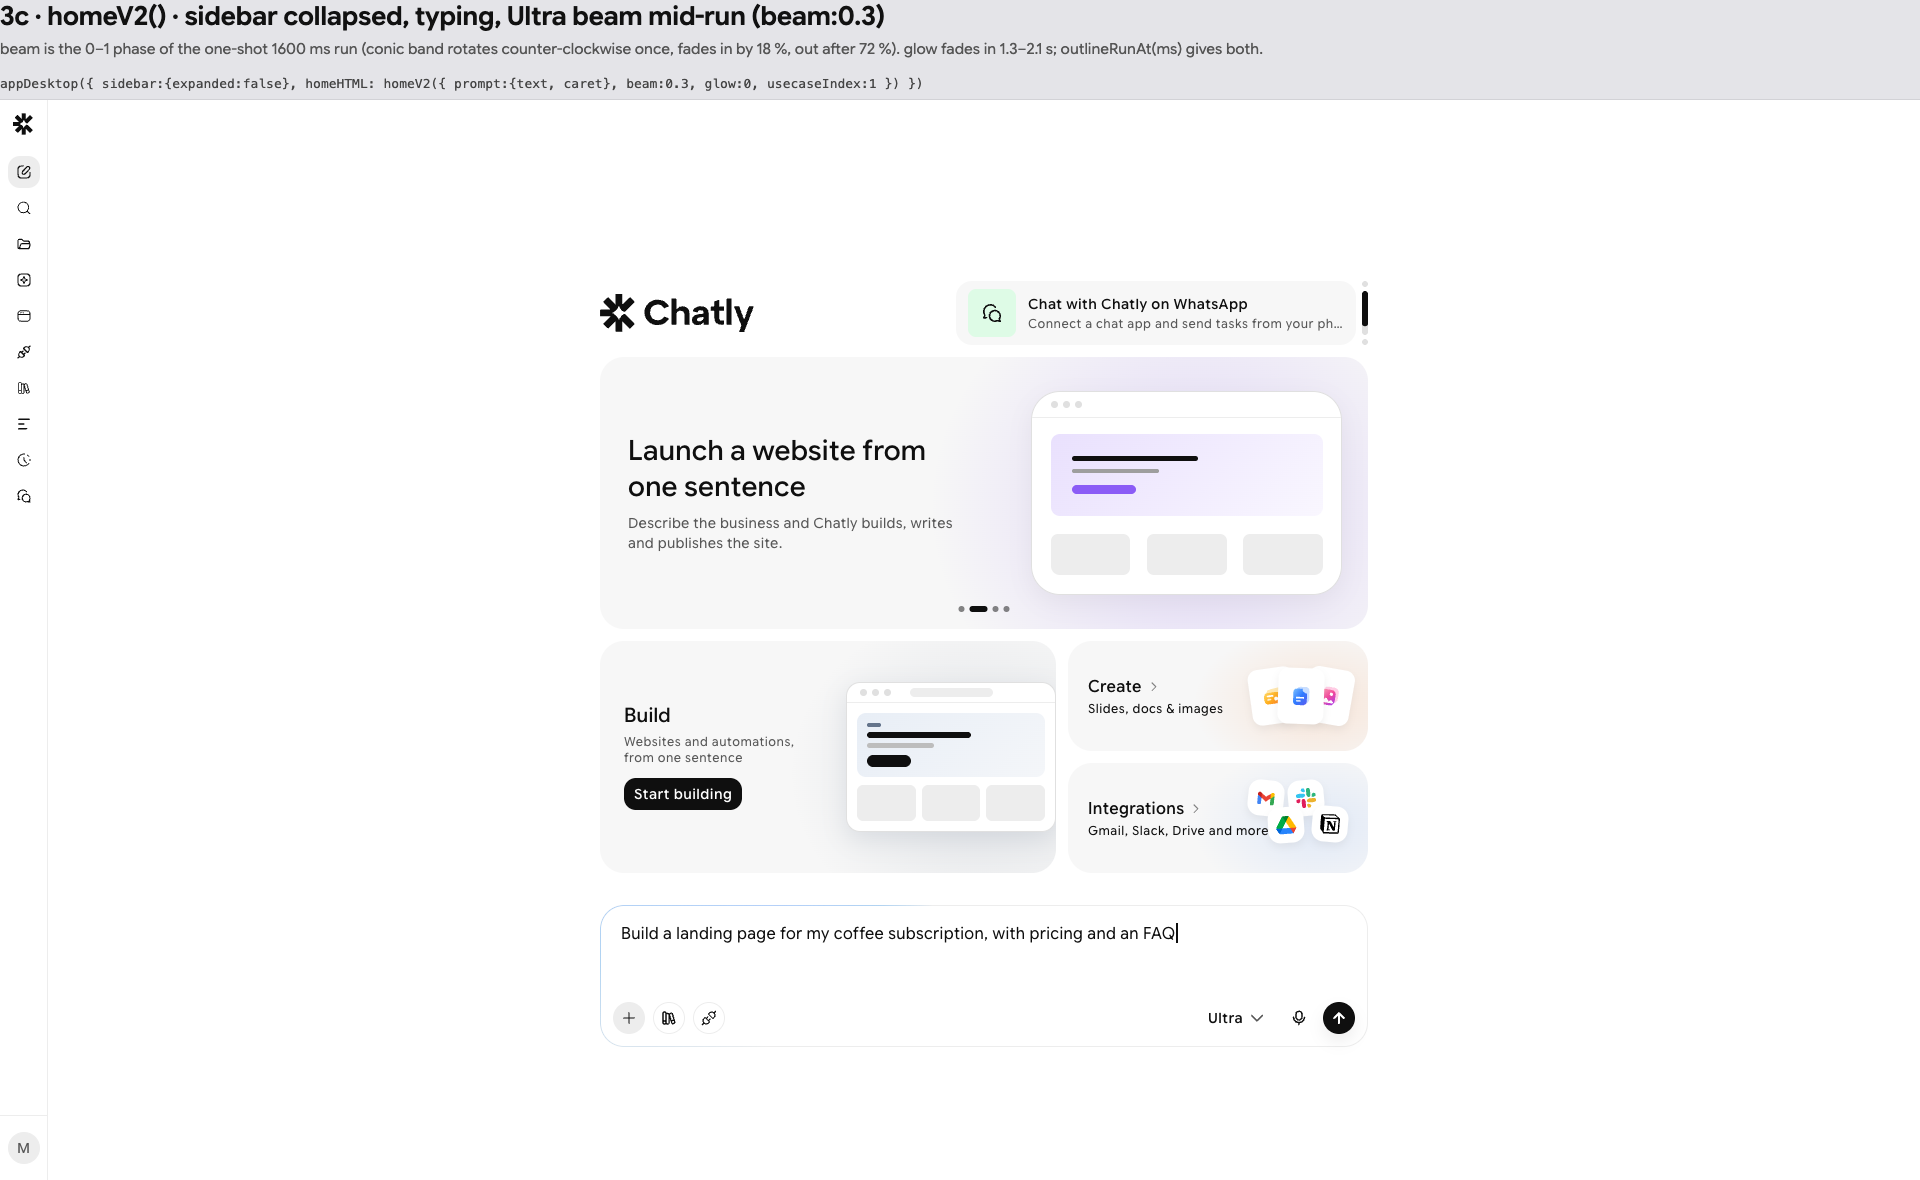 3c · homeV2() · sidebar collapsed, typing, Ultra beam mid-run (beam:0.3)
beam is the 0–1 phase of the one-shot 1600 ms run (conic band rotates counter-clockwise once, fades in by 18 %, out after 72 %). glow fades in 1.3–2.1 s; outlineRunAt(ms) gives both.
appDesktop({ sidebar:{expanded:false}, homeHTML: homeV2({ prompt:{text, caret}, beam:0.3, glow:0, usecaseIndex:1 }) })
Chatly
Chat with Chatly on WhatsApp
Connect a chat app and send tasks from your ph...
Launch a website from
one sentence
Describe the business and Chatly builds, writes
and publishes the site.
Build
Websites and automations,
from one sentence
Start building
Create
Slides, docs & images
Integrations
Gmail, Slack, Drive and more
Build a landing page for my coffee subscription, with pricing and an FAQ
Ultra
M